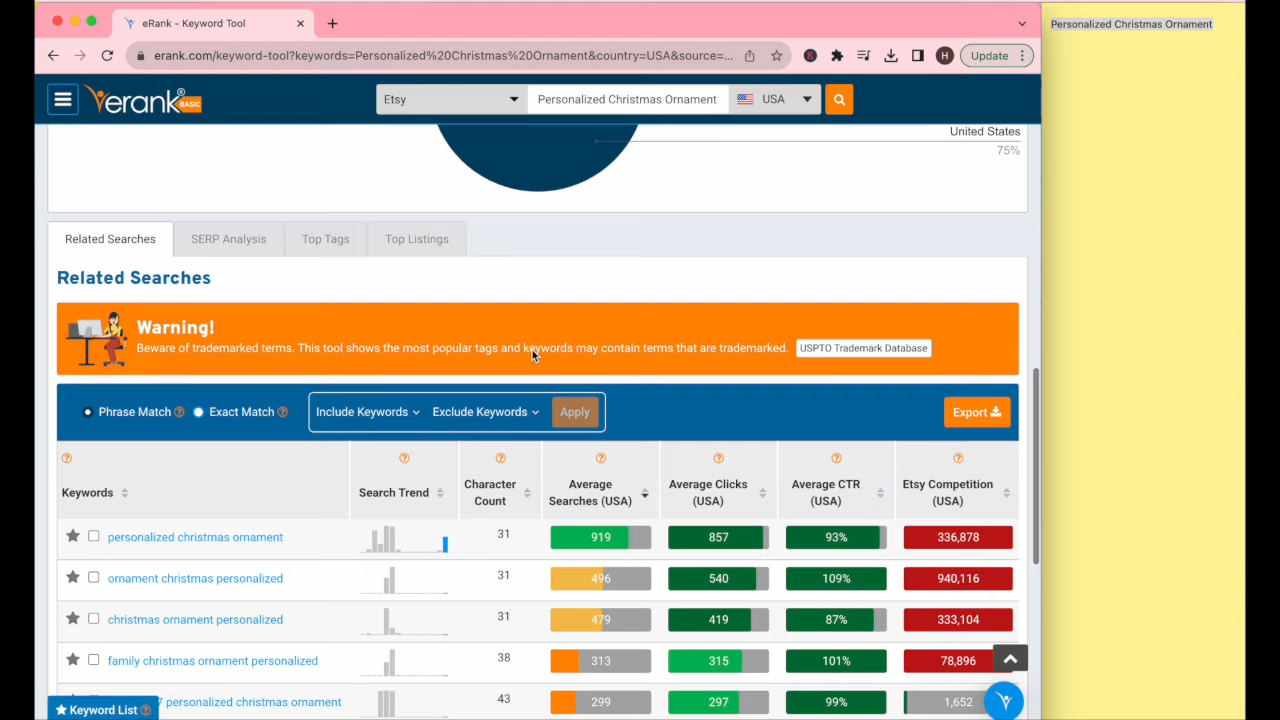 eRank - Keyword Tool
Personalized Christmas Ornament
erank.com/keyword-tool?keywords=Personalized%20Christmas%20Ornament&country=USA&source=...
H
Update
erank® BASIC
Etsy
Personalized Christmas Ornament
USA
United States
75%
Related Searches
SERP Analysis
Top Tags
Top Listings
Related Searches
Warning!
Beware of trademarked terms. This tool shows the most popular tags and keywords may contain terms that are trademarked.
USPTO Trademark Database
Phrase Match
Exact Match
Include Keywords
Exclude Keywords
Apply
Export
Keywords
Search Trend
Character Count
Average Searches (USA)
Average Clicks (USA)
Average CTR (USA)
Etsy Competition (USA)
personalized christmas ornament 31 919 857 93% 336,878
ornament christmas personalized 31 496 540 109% 940,116
christmas ornament personalized 31 479 419 87% 333,104
family christmas ornament personalized 38 313 315 101% 78,896
7 personalized christmas ornament 43 299 297 99% 1,652
Keyword List